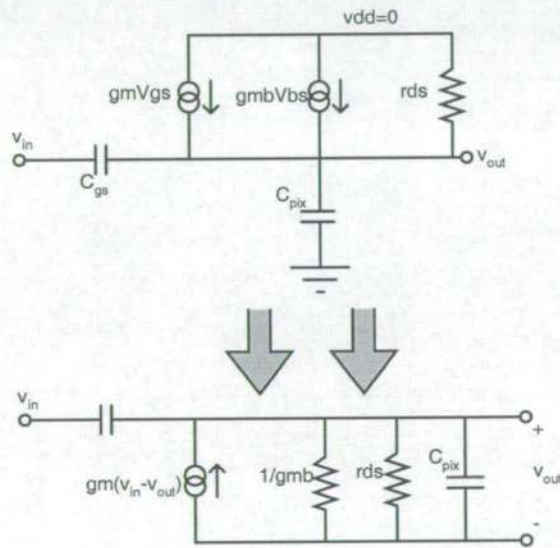 vdd=0
gmVgs
gmbVbs
rds
vin
vout
Cgs
Cpix
vin
gm(vin-vout)
1/gmb
rds
Cpix
+
vout
-